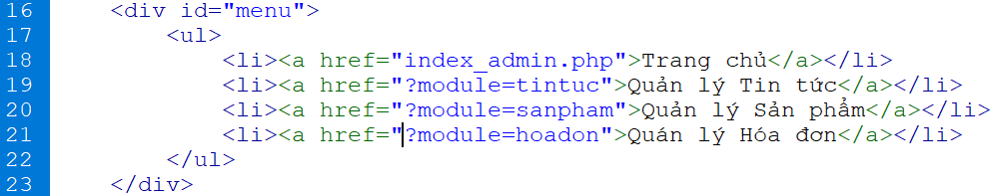 16 <div id="menu">
17 <ul>
18 <li><a href="index_admin.php">Trang chủ</a></li>
19 <li><a href="?module=tintuc">Quản lý Tin tức</a></li>
20 <li><a href="?module=sanpham">Quản lý Sản phẩm</a></li>
21 <li><a href="?module=hoadon">Quán lý Hóa đơn</a></li>
22 </ul>
23 </div>